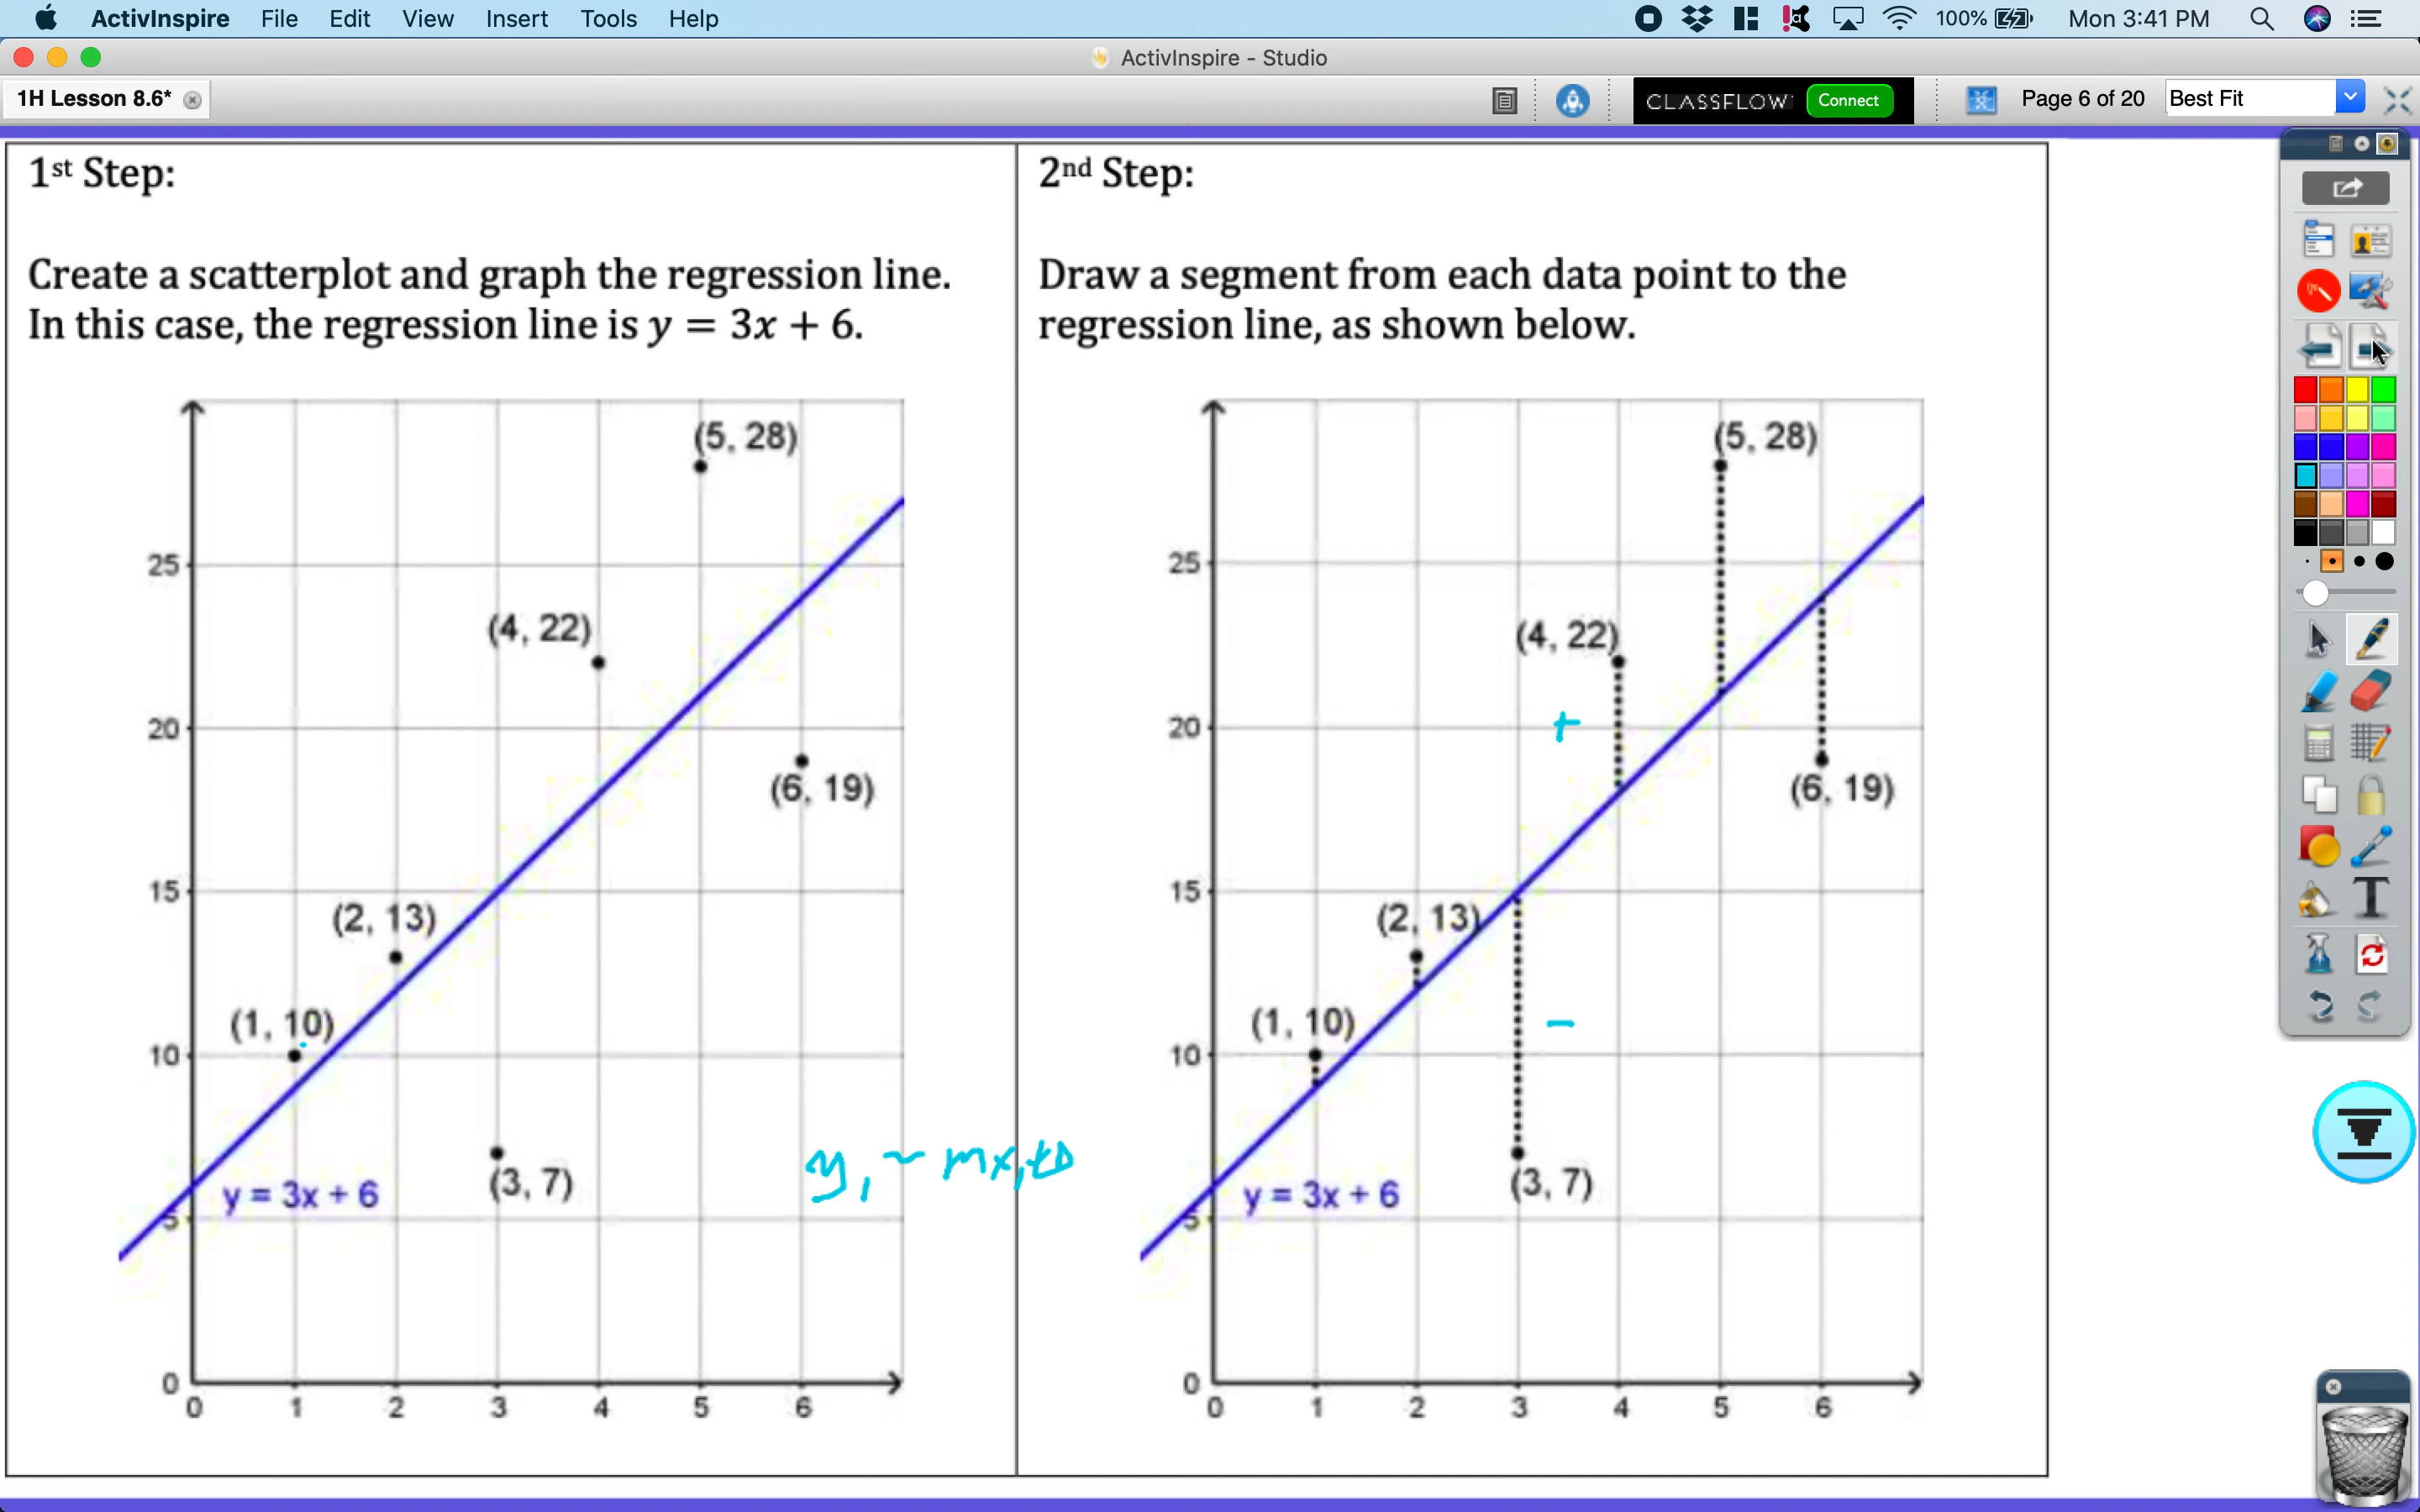 ActivInspire File Edit View Insert Tools Help 100% Mon 3:41 PM
ActivInspire - Studio
1H Lesson 8.6*
CLASSFLOW Connect Page 6 of 20 Best Fit
1st Step:
Create a scatterplot and graph the regression line.
In this case, the regression line is y = 3x + 6.
(5, 28)
25
(4, 22)
20
(6, 19)
15
(2, 13)
(1, 10)
10
(3, 7)
y = 3x + 6
5
0
0 1 2 3 4 5 6
y₁ ~ mx₁+b
2nd Step:
Draw a segment from each data point to the
regression line, as shown below.
(5, 28)
25
(4, 22)
20
+
(6, 19)
15
(2, 13)
(1, 10)
−
10
(3, 7)
y = 3x + 6
5
0
0 1 2 3 4 5 6
T